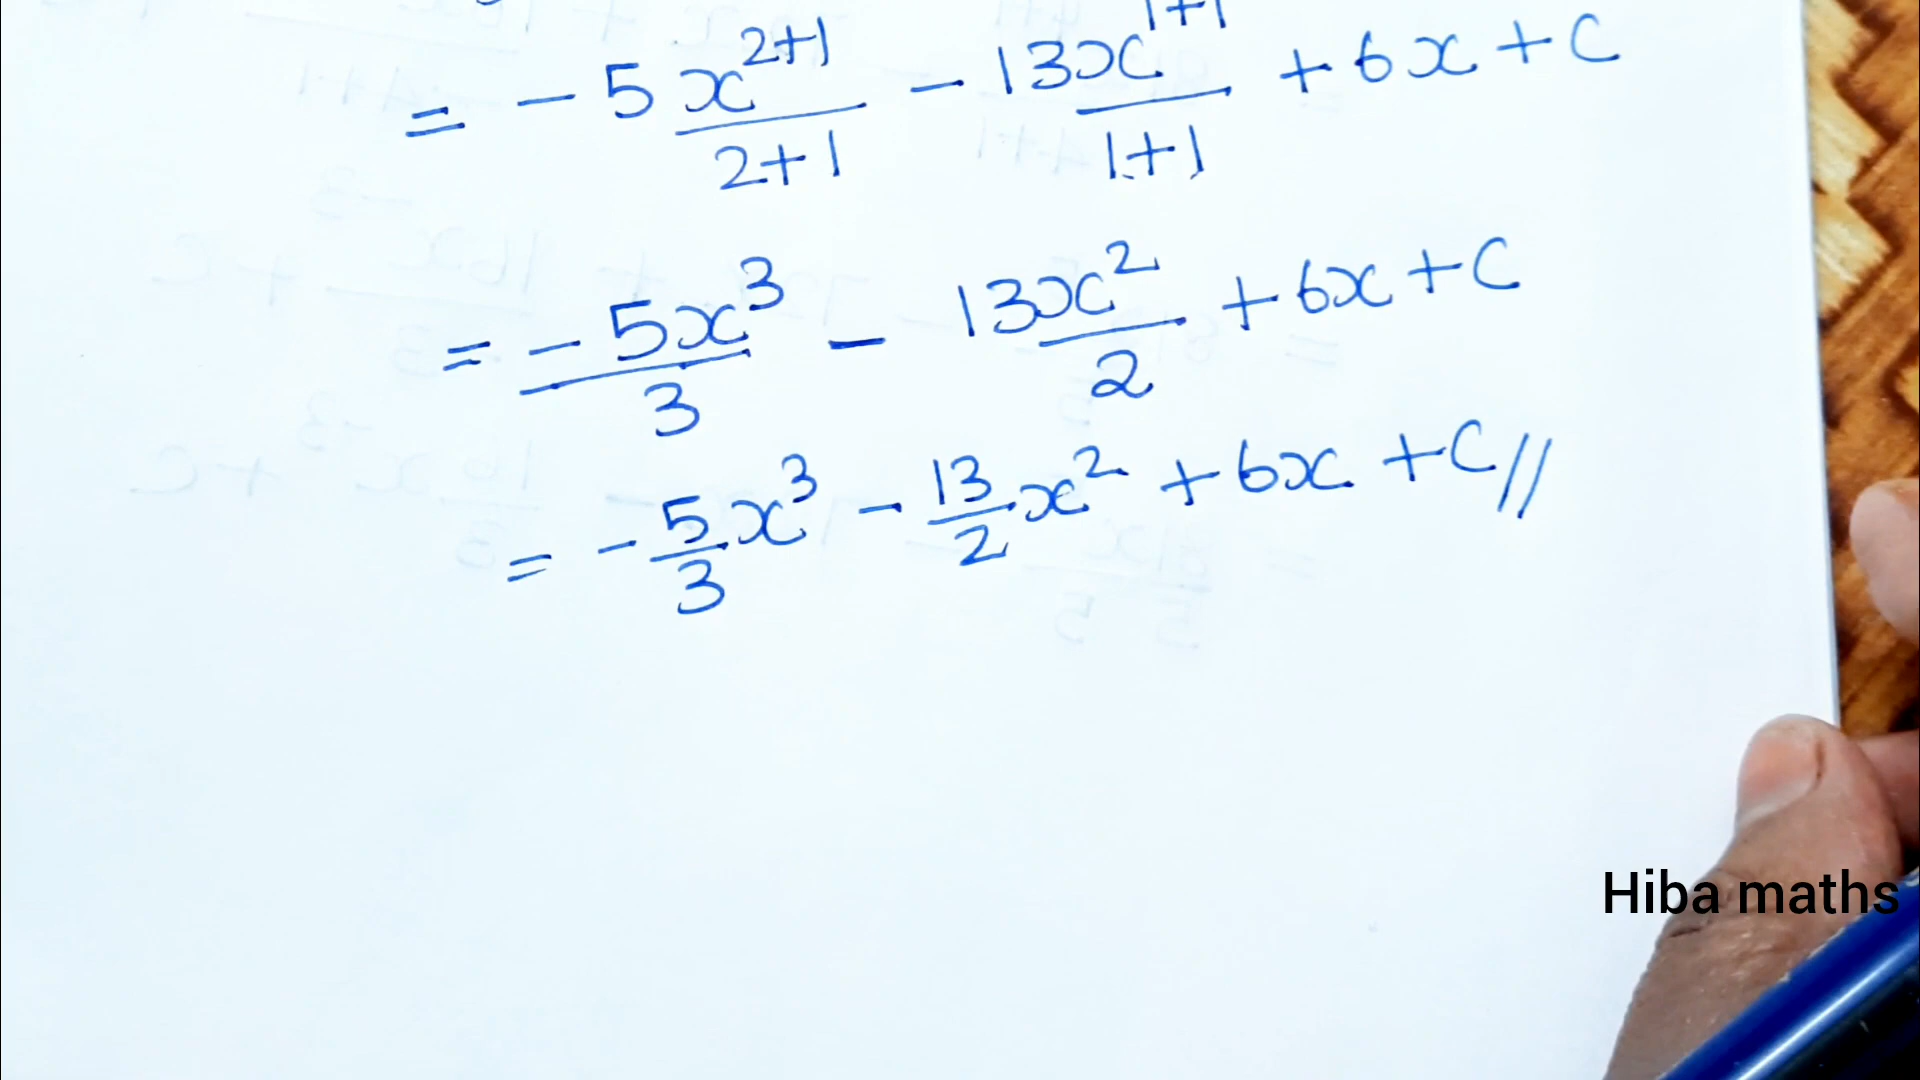 = - 5 x^{2+1}/2+1 - 13x^{1+1}/1+1 + 6x + c
= -5x³/3 - 13x²/2 + 6x + c
= - 5/3 x³ - 13/2 x² + 6x + c //
Hiba maths